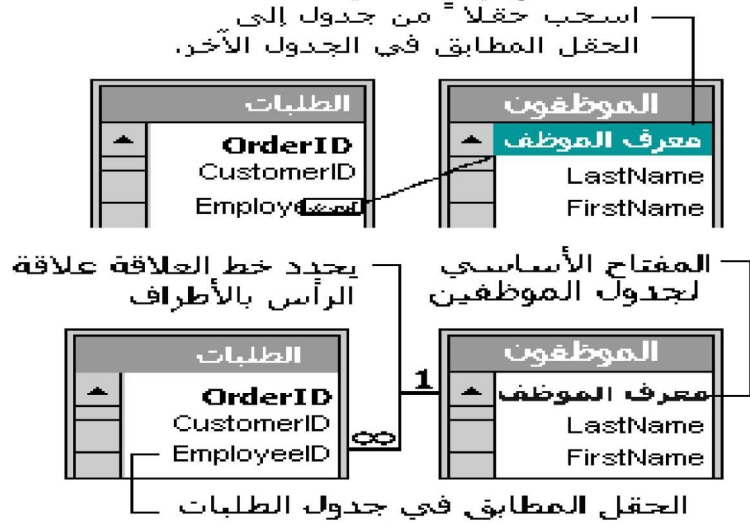 اسحب حقلاً من جدول إلى
الحقل المطابق في الجدول الآخر.
الموظفون
معرف الموظف
LastName
FirstName
الطلبات
OrderID
CustomerID
Employe
المفتاح الأساسي
لجدول الموظفين
يحدد خط العلاقة علاقة
الرأس بالأطراف
الموظفون
معرف الموظف
LastName
FirstName
1
∞
الطلبات
OrderID
CustomerID
EmployeeID
الحقل المطابق في جدول الطلبات